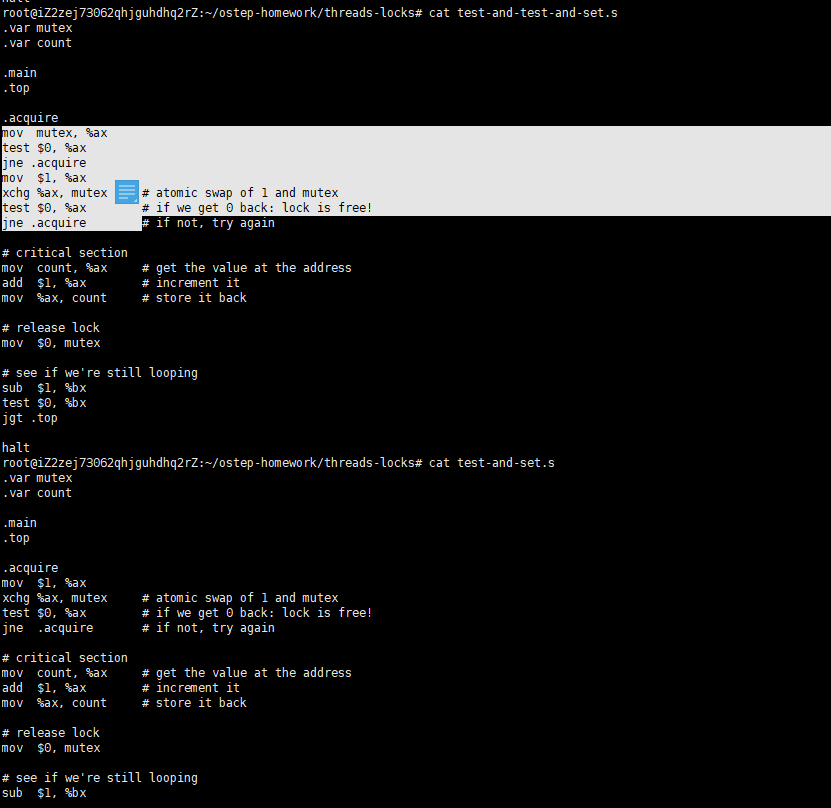 halt
root@iZ2zej73062qhjguhdhq2rZ:~/ostep-homework/threads-locks# cat test-and-test-and-set.s
.var mutex
.var count
.main
.top
.acquire
mov  mutex, %ax
test $0, %ax
jne .acquire
mov  $1, %ax
xchg %ax, mutex     # atomic swap of 1 and mutex
test $0, %ax        # if we get 0 back: lock is free!
jne .acquire        # if not, try again
# critical section
mov  count, %ax     # get the value at the address
add  $1, %ax        # increment it
mov  %ax, count     # store it back
# release lock
mov  $0, mutex
# see if we're still looping
sub  $1, %bx
test $0, %bx
jgt .top
halt
root@iZ2zej73062qhjguhdhq2rZ:~/ostep-homework/threads-locks# cat test-and-set.s
.var mutex
.var count
.main
.top
.acquire
mov  $1, %ax
xchg %ax, mutex     # atomic swap of 1 and mutex
test $0, %ax        # if we get 0 back: lock is free!
jne  .acquire       # if not, try again
# critical section
mov  count, %ax     # get the value at the address
add  $1, %ax        # increment it
mov  %ax, count     # store it back
# release lock
mov  $0, mutex
# see if we're still looping
sub  $1, %bx